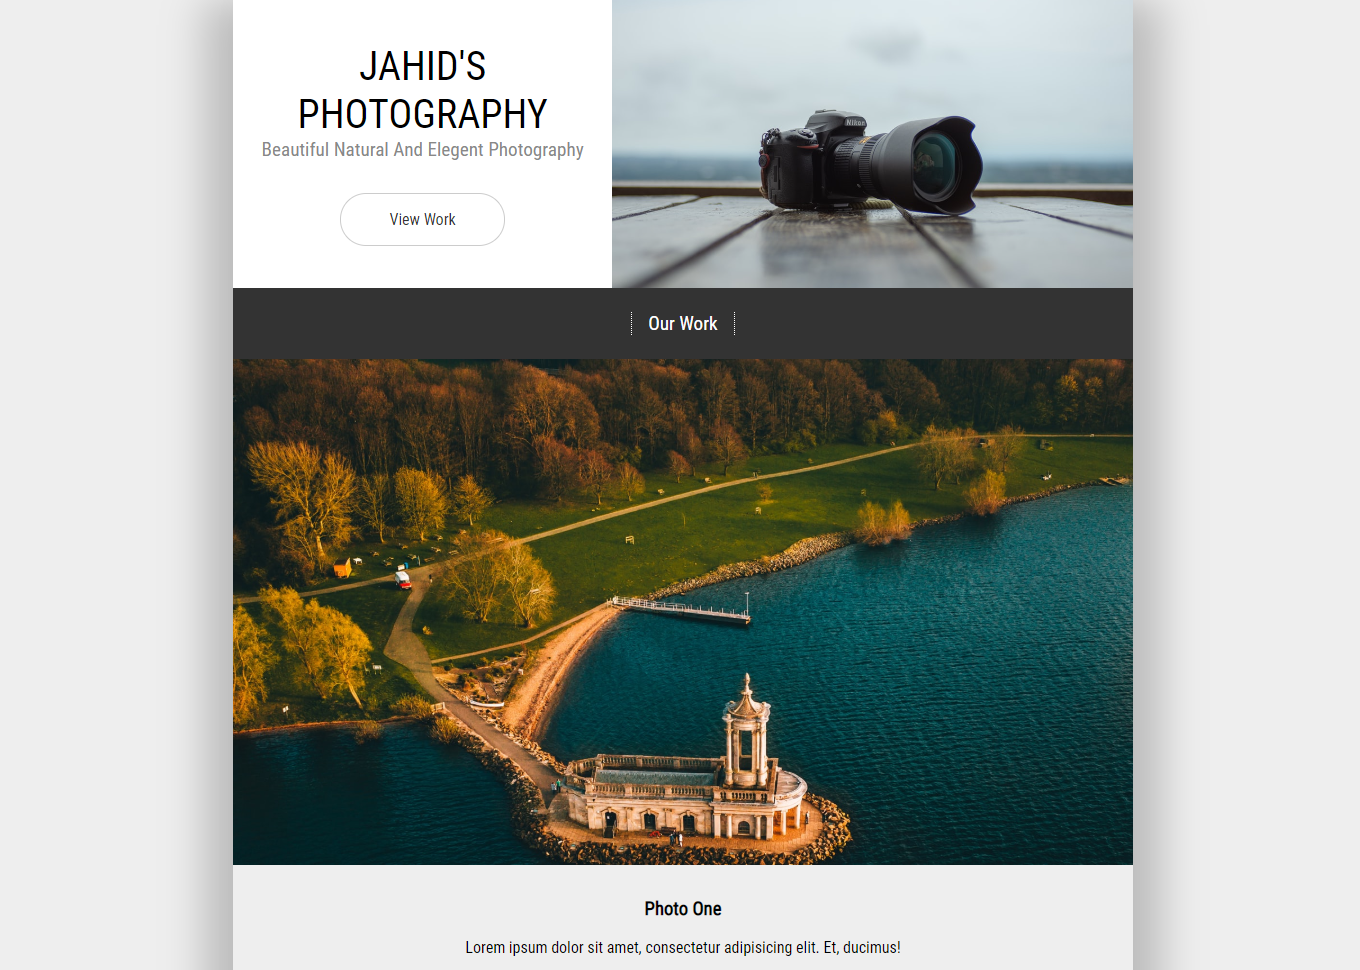 JAHID'S
PHOTOGRAPHY
Beautiful Natural And Elegent Photography
View Work
Nikon
Our Work
Photo One
Lorem ipsum dolor sit amet, consectetur adipisicing elit. Et, ducimus!